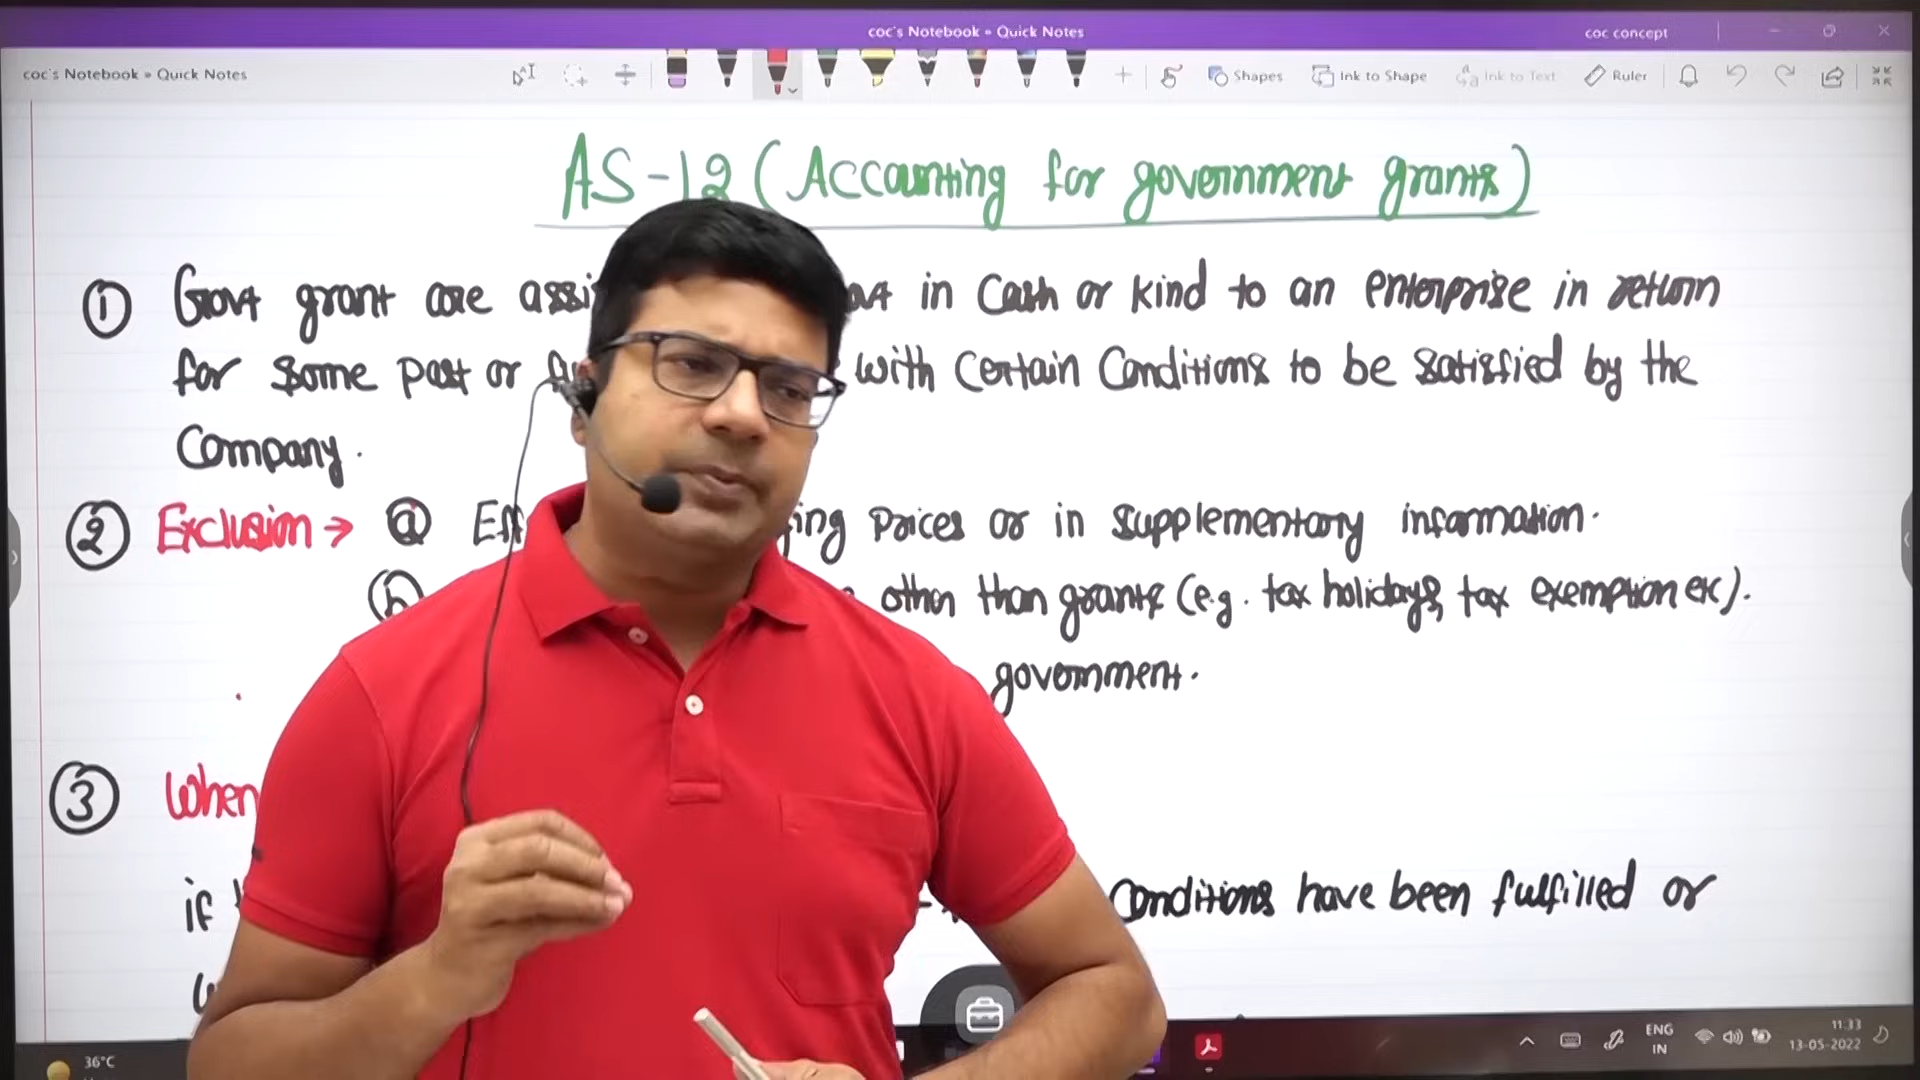 coc's Notebook » Quick Notes
coc concept
coc's Notebook » Quick Notes
Shapes
Ink to Shape
Ink to Text
Ruler
AS-12 (Accounting for government grants)
① Govt grant are in Cash or kind to an enterprise in return
for some past or with certain Conditions to be satisfied by the
Company.
② Exclusion → ⓐ prices or in supplementary information.
ⓑ other than grants (e.g. tax holidays, tax exemption etc).
government.
③ When
if conditions have been fulfilled or
36°C
ENG
IN
11:33
13-05-2022